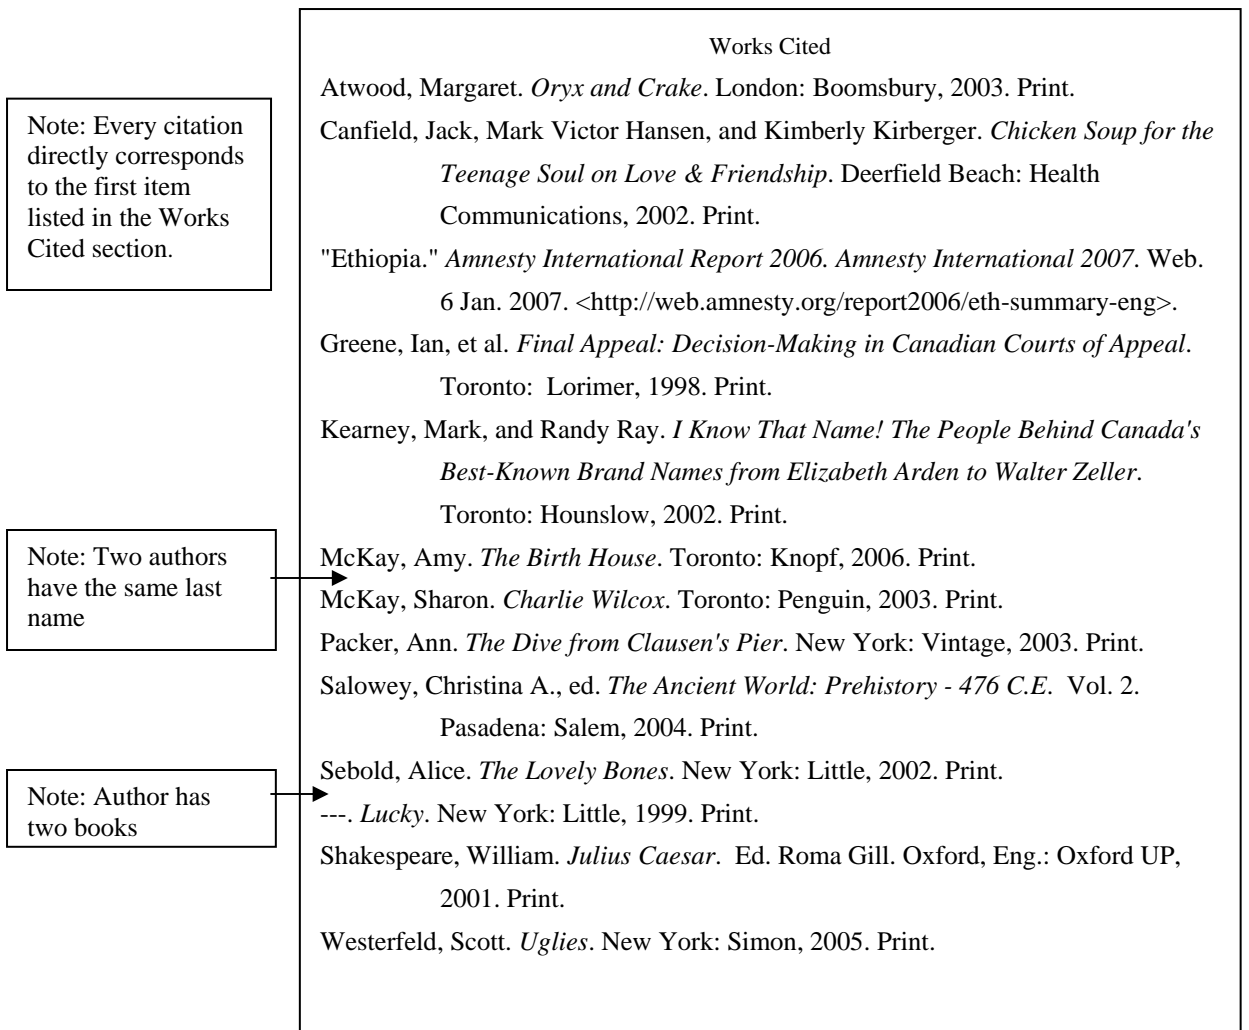 Works Cited
Atwood, Margaret. Oryx and Crake. London: Boomsbury, 2003. Print.
Canfield, Jack, Mark Victor Hansen, and Kimberly Kirberger. Chicken Soup for the
Teenage Soul on Love & Friendship. Deerfield Beach: Health
Communications, 2002. Print.
"Ethiopia." Amnesty International Report 2006. Amnesty International 2007. Web.
6 Jan. 2007. <http://web.amnesty.org/report2006/eth-summary-eng>.
Greene, Ian, et al. Final Appeal: Decision-Making in Canadian Courts of Appeal.
Toronto:  Lorimer, 1998. Print.
Kearney, Mark, and Randy Ray. I Know That Name! The People Behind Canada's
Best-Known Brand Names from Elizabeth Arden to Walter Zeller.
Toronto: Hounslow, 2002. Print.
McKay, Amy. The Birth House. Toronto: Knopf, 2006. Print.
McKay, Sharon. Charlie Wilcox. Toronto: Penguin, 2003. Print.
Packer, Ann. The Dive from Clausen's Pier. New York: Vintage, 2003. Print.
Salowey, Christina A., ed. The Ancient World: Prehistory - 476 C.E.  Vol. 2.
Pasadena: Salem, 2004. Print.
Sebold, Alice. The Lovely Bones. New York: Little, 2002. Print.
---. Lucky. New York: Little, 1999. Print.
Shakespeare, William. Julius Caesar.  Ed. Roma Gill. Oxford, Eng.: Oxford UP,
2001. Print.
Westerfeld, Scott. Uglies. New York: Simon, 2005. Print.
Note: Every citation
directly corresponds
to the first item
listed in the Works
Cited section.
Note: Two authors
have the same last
name
Note: Author has
two books